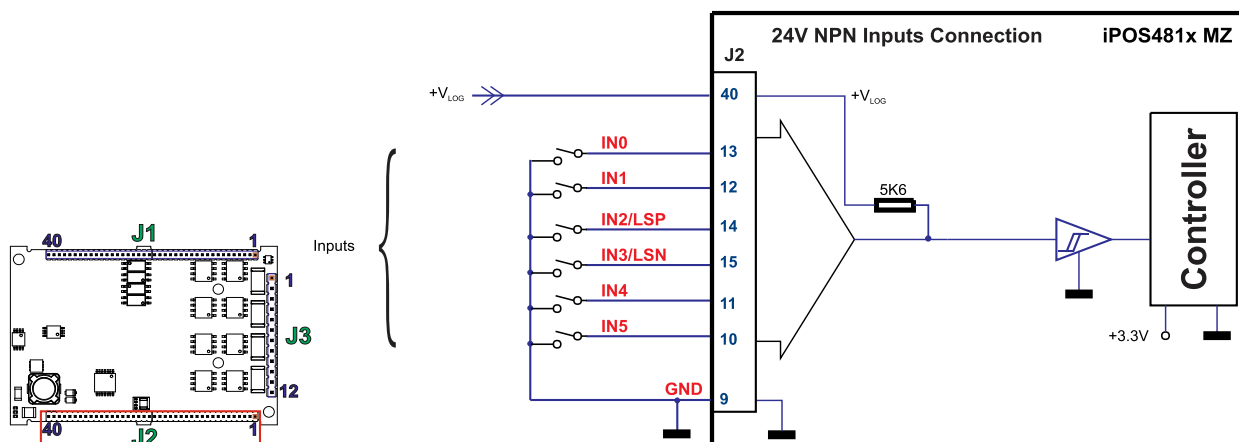 24V NPN Inputs Connection
iPOS481x MZ
J2
+VLOG
40
+VLOG
IN0
13
IN1
12
5K6
IN2/LSP
14
Inputs
IN3/LSN
15
IN4
11
IN5
10
GND
9
Controller
+3.3V
40
J1
1
1
J3
12
40
J2
1